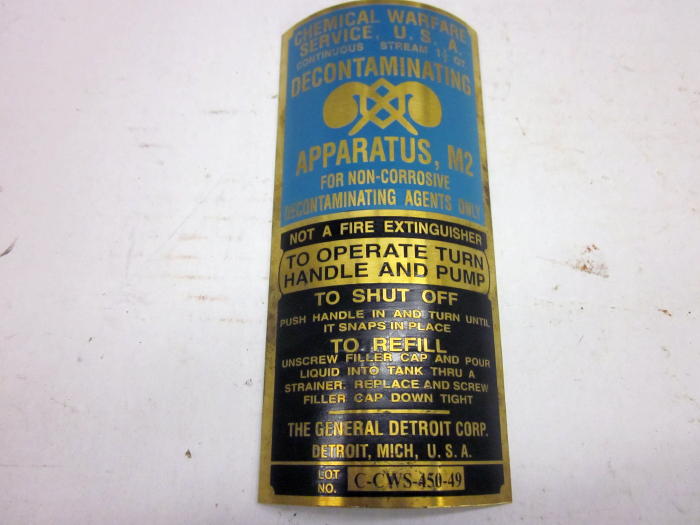 CHEMICAL WARFARE
SERVICE, U. S. A.
CONTINUOUS STREAM 1½ QT.
DECONTAMINATING
APPARATUS, M2
FOR NON-CORROSIVE
DECONTAMINATING AGENTS ONLY
NOT A FIRE EXTINGUISHER
TO OPERATE TURN
HANDLE AND PUMP
TO SHUT OFF
PUSH HANDLE IN AND TURN UNTIL
IT SNAPS IN PLACE
TO REFILL
UNSCREW FILLER CAP AND POUR
LIQUID INTO TANK THRU A
STRAINER. REPLACE AND SCREW
FILLER CAP DOWN TIGHT
THE GENERAL DETROIT CORP.
DETROIT, MICH, U. S. A.
LOT
NO. C-CWS-450-49